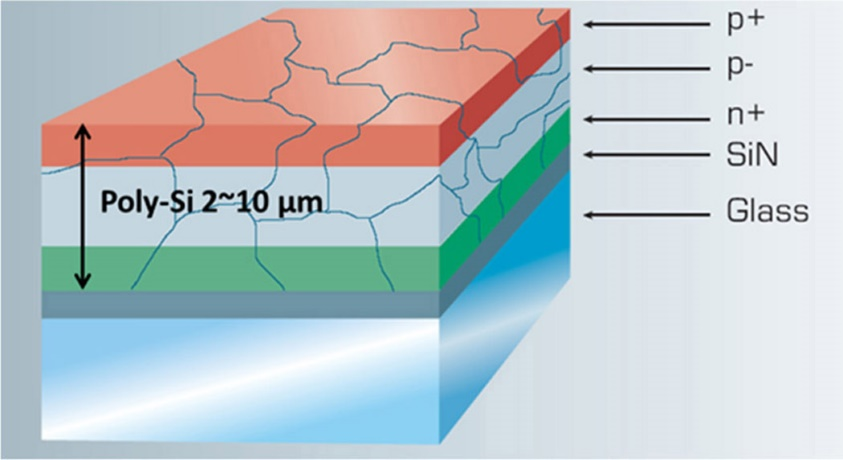 p+
p-
n+
SiN
Glass
Poly-Si 2~10 µm